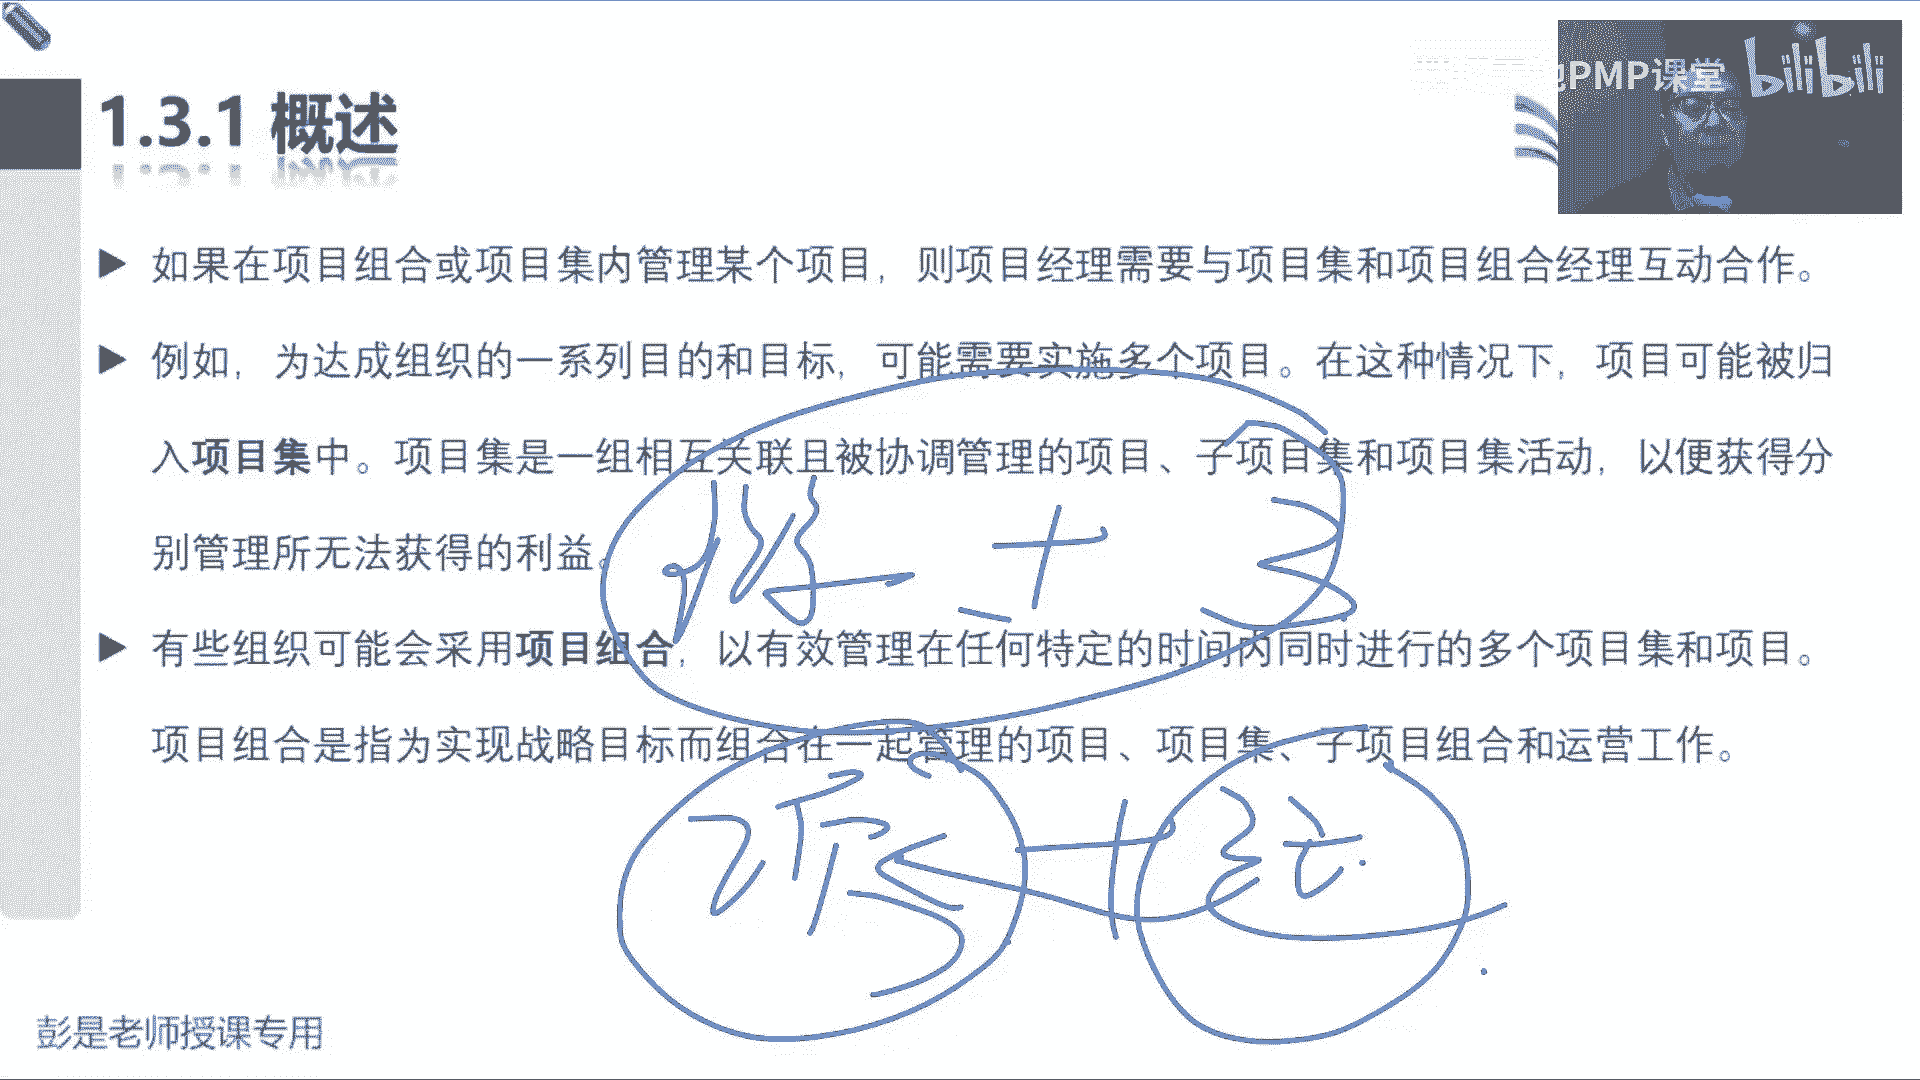 1.3.1 概述
PMP课堂 bilibili
如果在项目组合或项目集内管理某个项目，则项目经理需要与项目集和项目组合经理互动合作。
例如，为达成组织的一系列目的和目标，可能需要实施多个项目。在这种情况下，项目可能被归
入项目集中。项目集是一组相互关联且被协调管理的项目、子项目集和项目集活动，以便获得分
别管理所无法获得的利益。
有些组织可能会采用项目组合，以有效管理在任何特定的时间内同时进行的多个项目集和项目。
项目组合是指为实现战略目标而组合在一起管理的项目、项目集、子项目组合和运营工作。
彭是老师授课专用